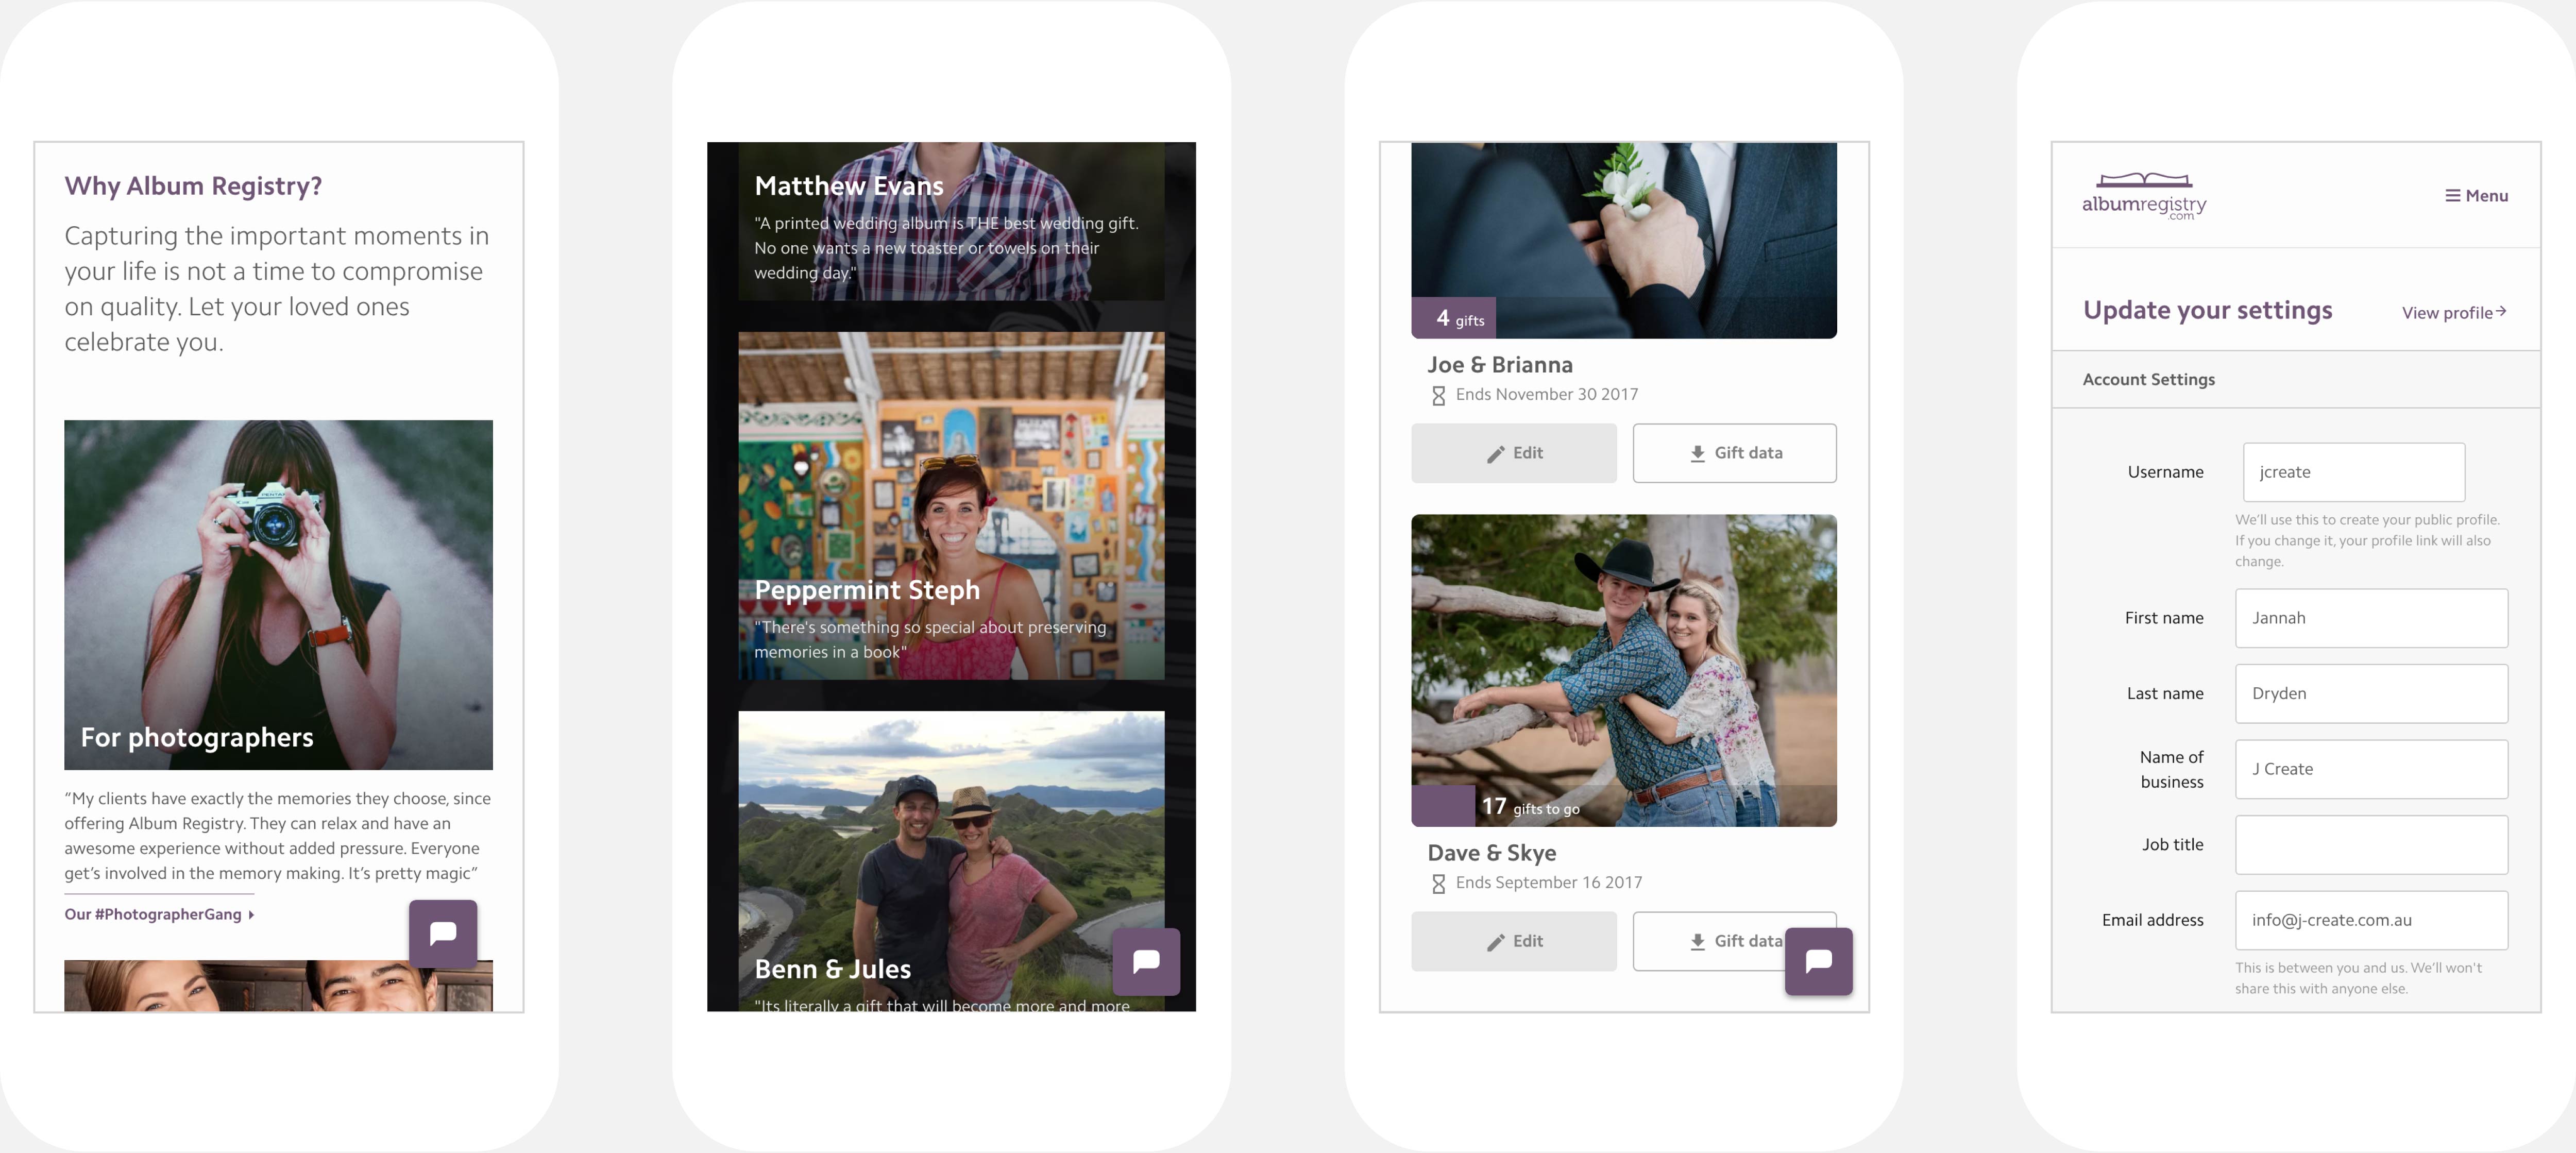 Why Album Registry?
Capturing the important moments in
your life is not a time to compromise
on quality. Let your loved ones
celebrate you.
PENTAX
For photographers
“My clients have exactly the memories they choose, since
offering Album Registry. They can relax and have an
awesome experience without added pressure. Everyone
get’s involved in the memory making. It’s pretty magic”
Our #PhotographerGang
Matthew Evans
"A printed wedding album is THE best wedding gift.
No one wants a new toaster or towels on their
wedding day."
Peppermint Steph
"There's something so special about preserving
memories in a book"
Benn & Jules
"Its literally a gift that will become more and more
4 gifts
Joe & Brianna
Ends November 30 2017
Edit
Gift data
17 gifts to go
Dave & Skye
Ends September 16 2017
Edit
Gift data
albumregistry
.com
Menu
Update your settings
View profile
Account Settings
Username
jcreate
We’ll use this to create your public profile.
If you change it, your profile link will also
change.
First name
Jannah
Last name
Dryden
Name of
business
J Create
Job title
Email address
info@j-create.com.au
This is between you and us. We’ll won't
share this with anyone else.